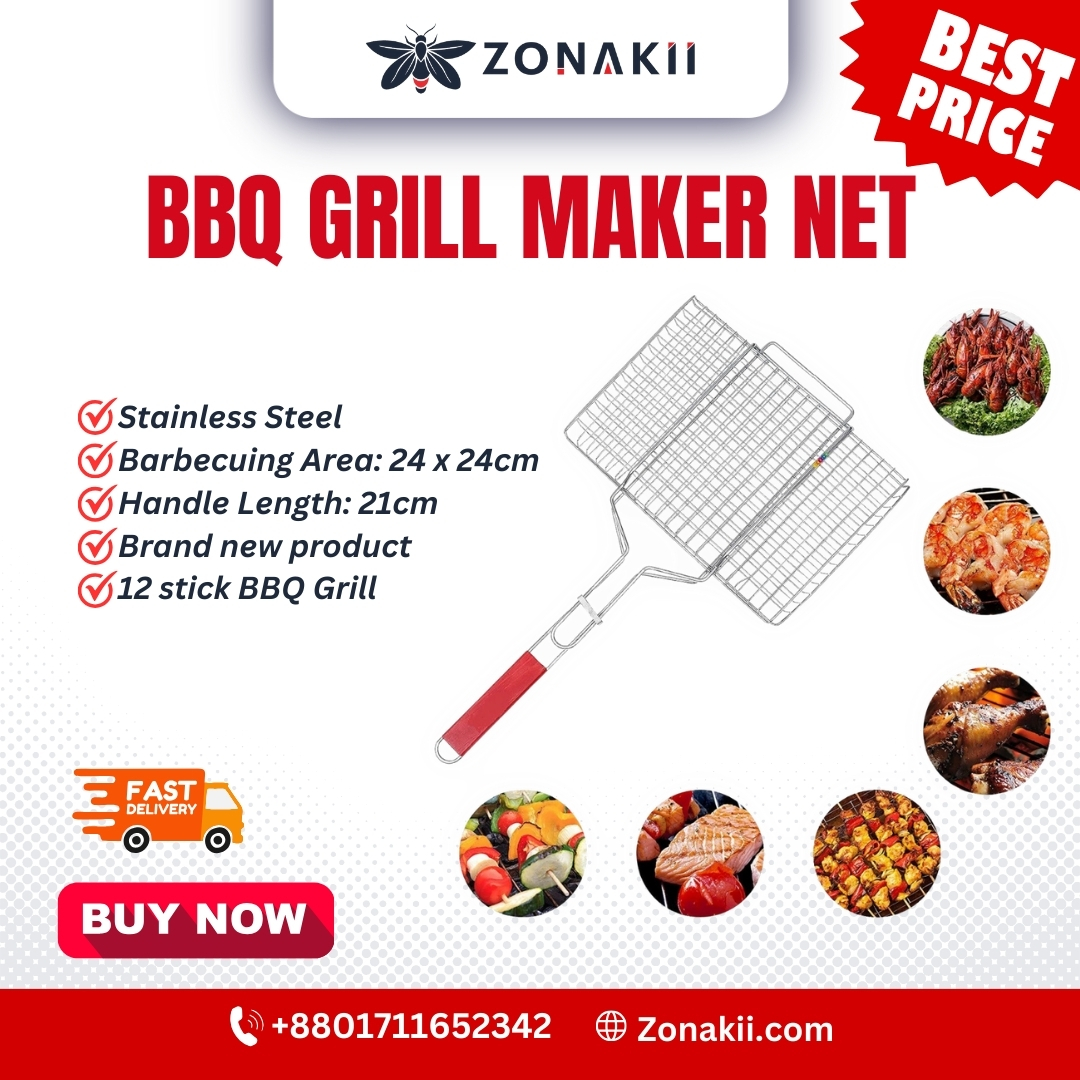 ZONAKII
BEST
PRICE
BBQ GRILL MAKER NET
Stainless Steel
Barbecuing Area: 24 x 24cm
Handle Length: 21cm
Brand new product
12 stick BBQ Grill
FAST
DELIVERY
BUY NOW
+8801711652342
Zonakii.com